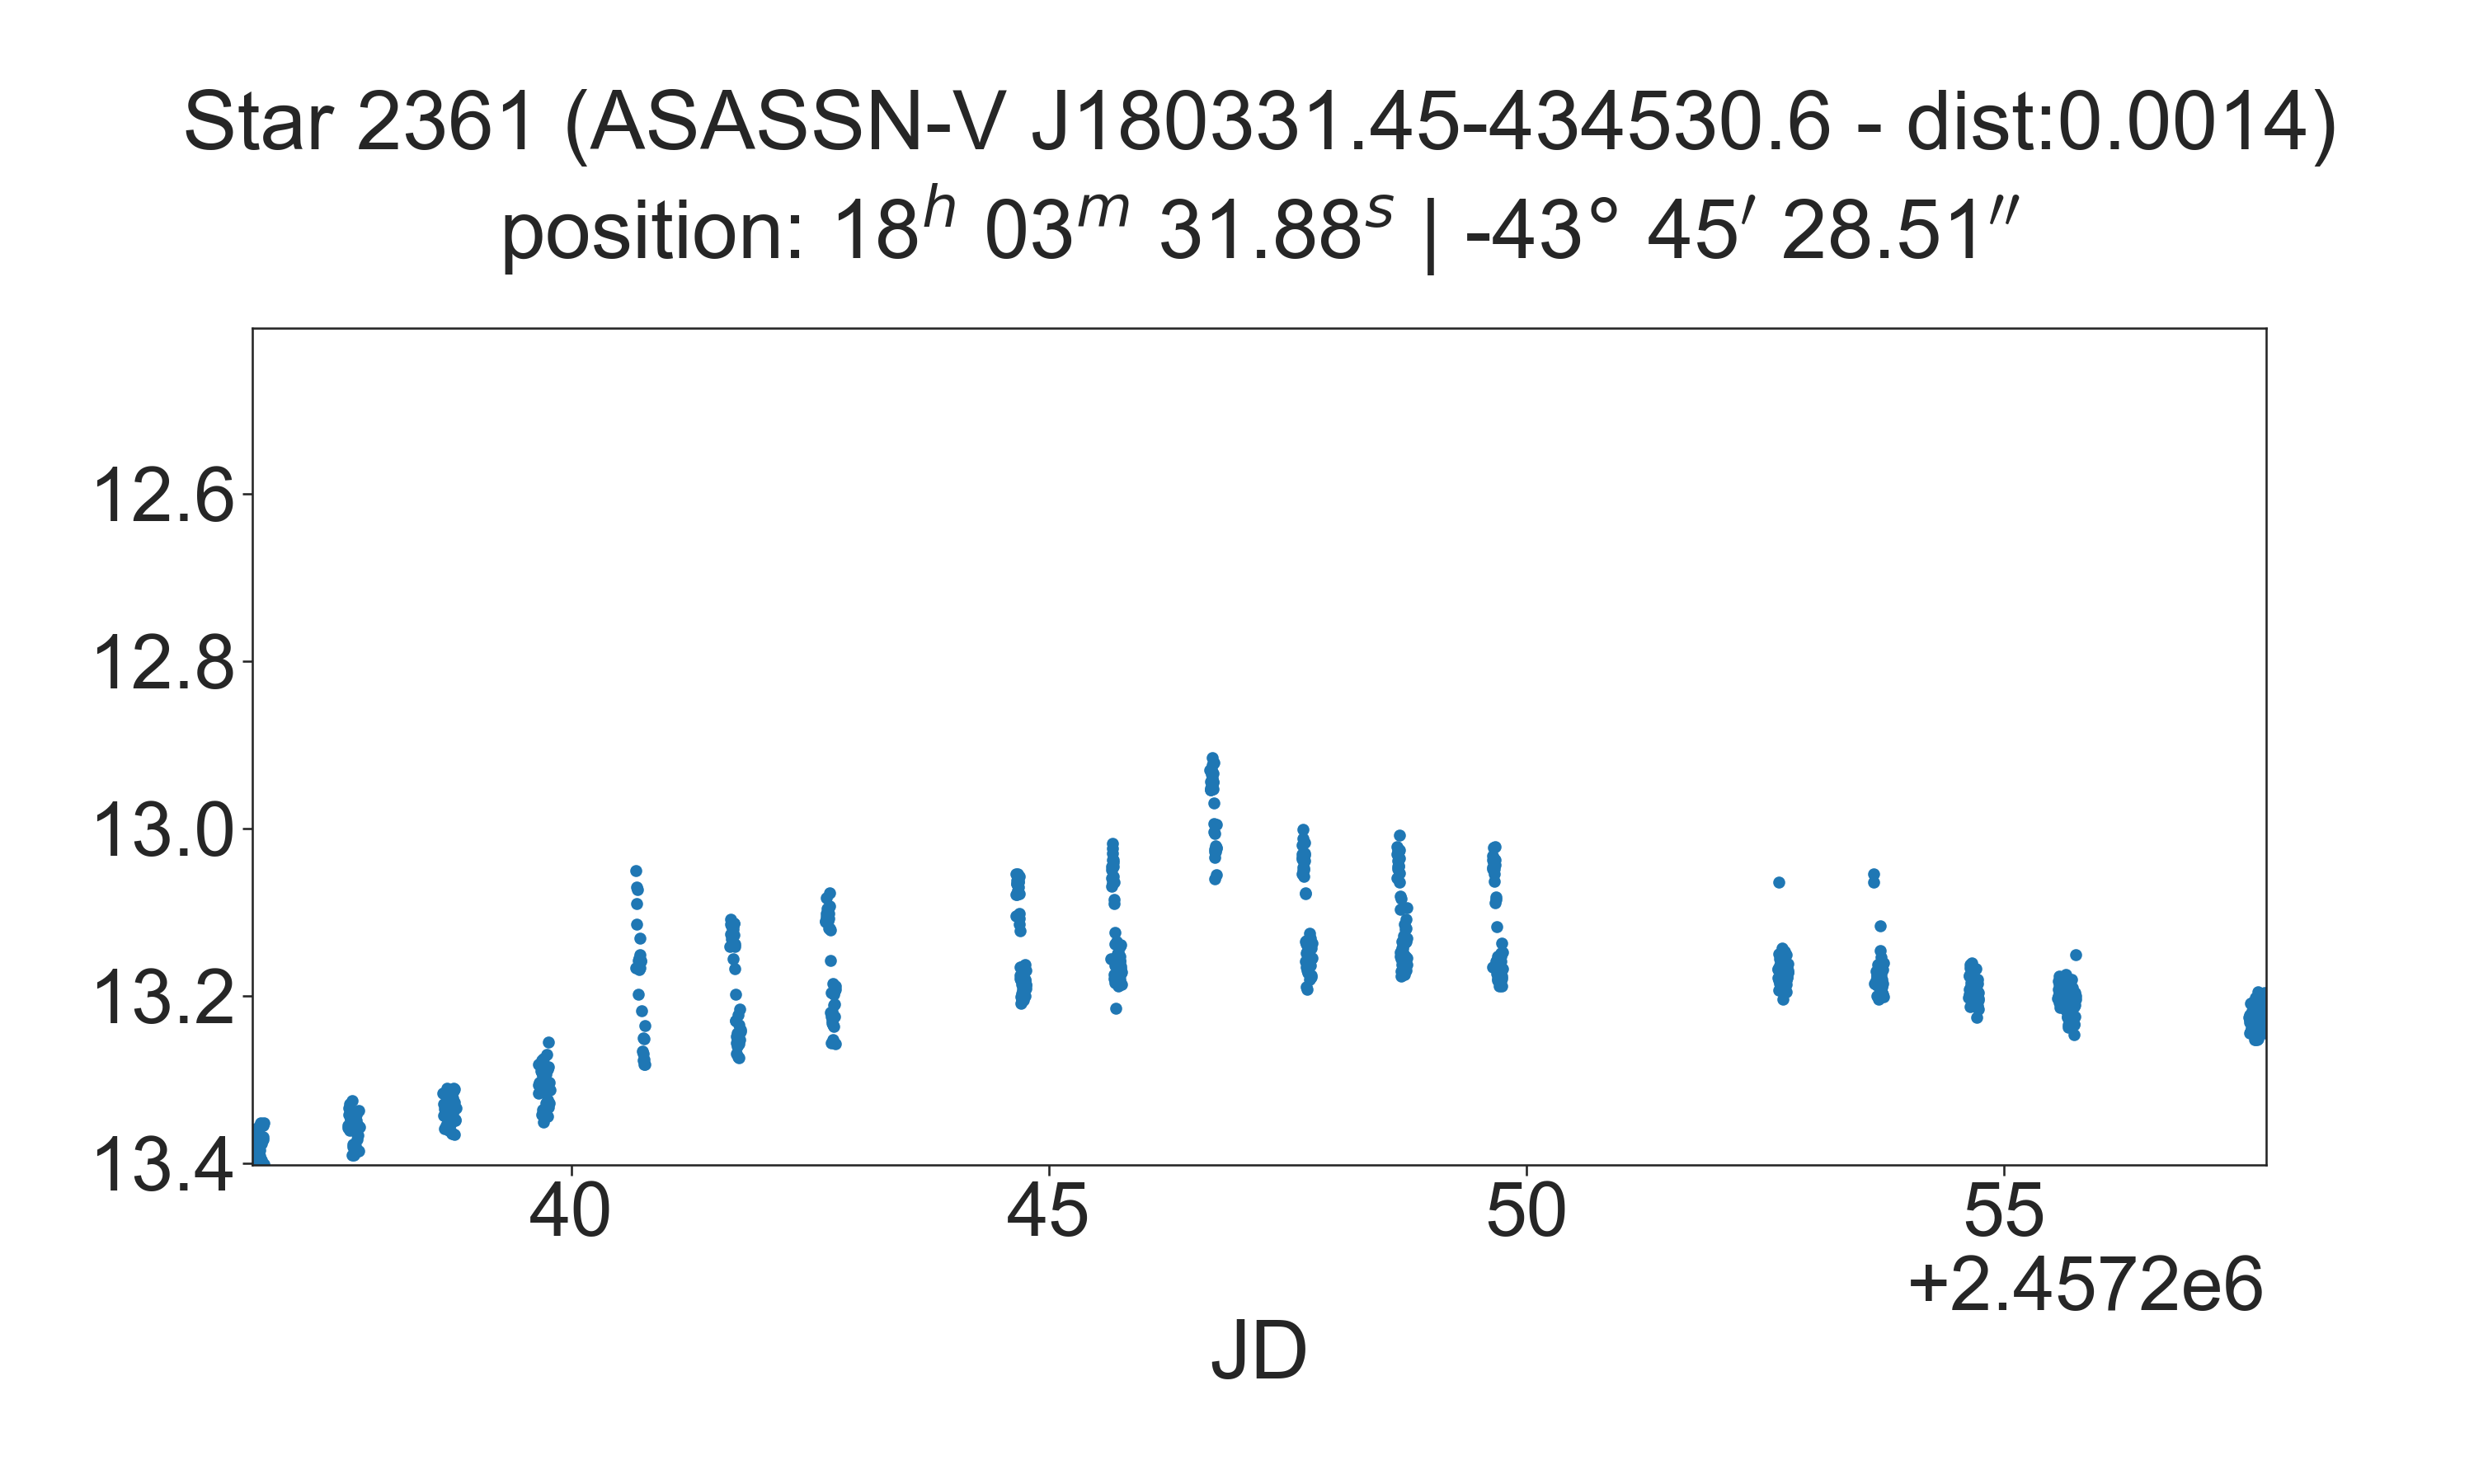 Star 2361 (ASASSN-V J180331.45-434530.6 - dist:0.0014)
position: 18h 03m 31.88s | -43° 45′ 28.51″
12.6
12.8
13.0
13.2
13.4
40 45 50 55
+2.4572e6
JD